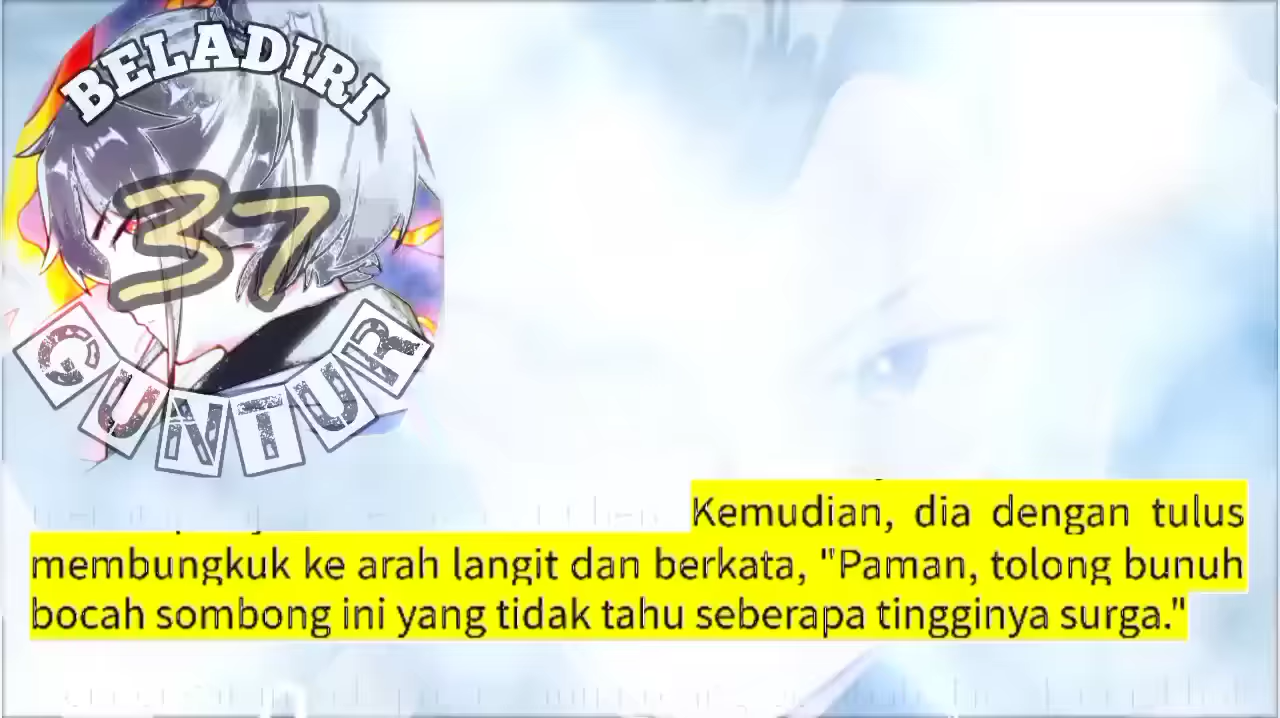 BELADIRI
37
GUNTUR
Kemudian, dia dengan tulus
membungkuk ke arah langit dan berkata, "Paman, tolong bunuh
bocah sombong ini yang tidak tahu seberapa tingginya surga."